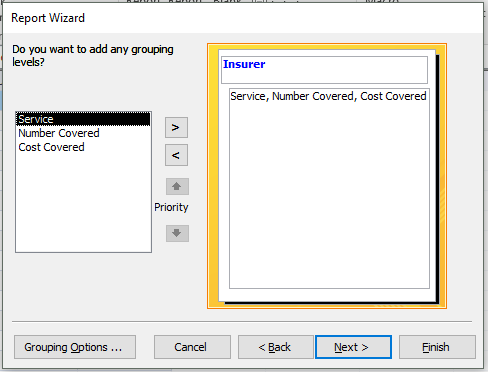 Report Wizard
Do you want to add any grouping
levels?
Service
Number Covered
Cost Covered
>
<
Priority
Insurer
Service, Number Covered, Cost Covered
Grouping Options ...
Cancel
< Back
Next >
Finish